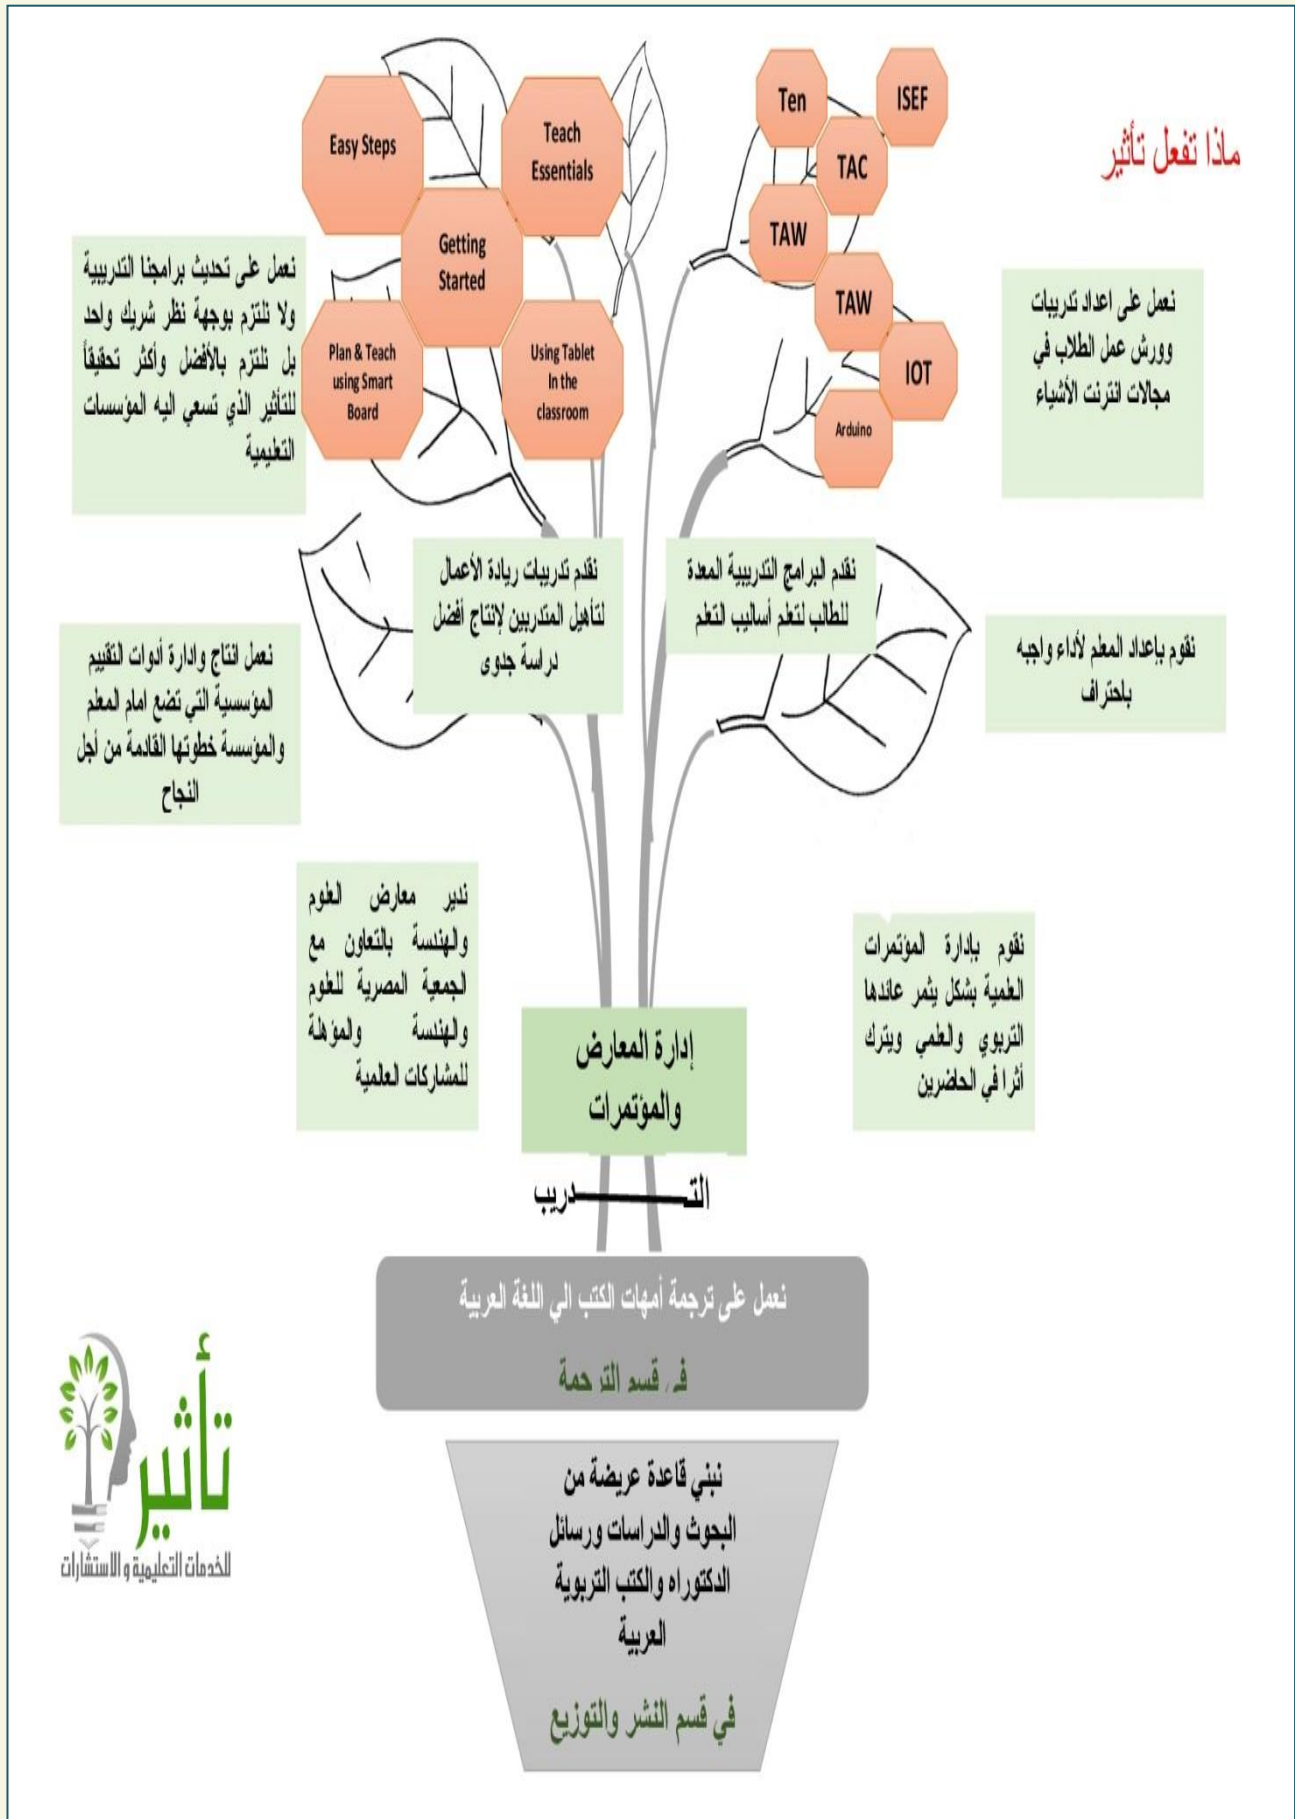 ماذا تفعل تأثير
Ten
ISEF
TAC
TAW
TAW
IOT
Arduino
Easy Steps
Teach
Essentials
Getting
Started
Plan & Teach
using Smart
Board
Using Tablet
In the
classroom
نعمل على اعداد تدريبات
وورش عمل الطلاب في
مجالات انترنت الأشياء
نعمل على تحديث برامجنا التدريبية
ولا نلتزم بوجهة نظر شريك واحد
بل نلتزم بالأفضل وأكثر تحقيقاً
للتأثير الذي تسعي اليه المؤسسات
التعليمية
نقدم البرامج التدريبية المعدة
للطالب لتعلم أساليب التعلم
نقدم تدريبات ريادة الأعمال
لتأهيل المتدربين لإنتاج أفضل
دراسة جدوى
نقوم بإعداد المعلم لأداء واجبه
باحتراف
نعمل انتاج وادارة أدوات التقييم
المؤسسية التي تضع امام المعلم
والمؤسسة خطوتها القادمة من أجل
النجاح
نقوم بإدارة المؤتمرات
العلمية بشكل يثمر عائدها
التربوي والعلمي ويترك
أثرا في الحاضرين
ندير معارض العلوم
والهندسة بالتعاون مع
الجمعية المصرية للعلوم
والهندسة والمؤهلة
للمشاركات العالمية
إدارة المعارض
والمؤتمرات
التـــــدريب
نعمل على ترجمة أمهات الكتب الي اللغة العربية
في قسم الترجمة
نبني قاعدة عريضة من
البحوث والدراسات ورسائل
الدكتوراه والكتب التربوية
العربية
في قسم النشر والتوزيع
تأثير
للخدمات التعليمية و الاستشارات